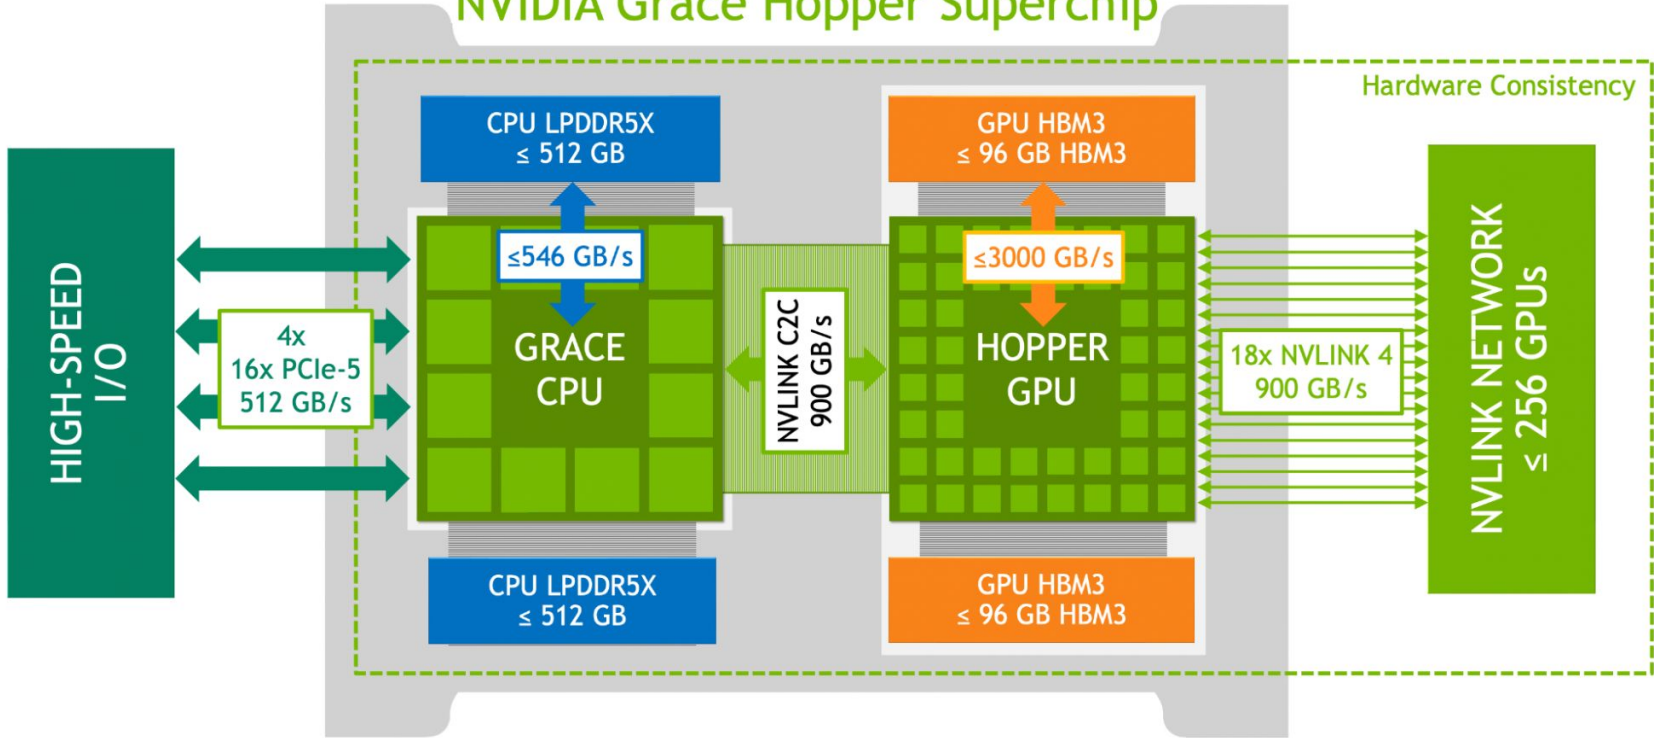 NVIDIA Grace Hopper Superchip
Hardware Consistency
CPU LPDDR5X
≤ 512 GB
GPU HBM3
≤ 96 GB HBM3
HIGH-SPEED
I/O
4x
16x PCIe-5
512 GB/s
≤546 GB/s
GRACE
CPU
NVLINK C2C
900 GB/s
≤3000 GB/s
HOPPER
GPU
18x NVLINK 4
900 GB/s
NVLINK NETWORK
≤ 256 GPUs
CPU LPDDR5X
≤ 512 GB
GPU HBM3
≤ 96 GB HBM3